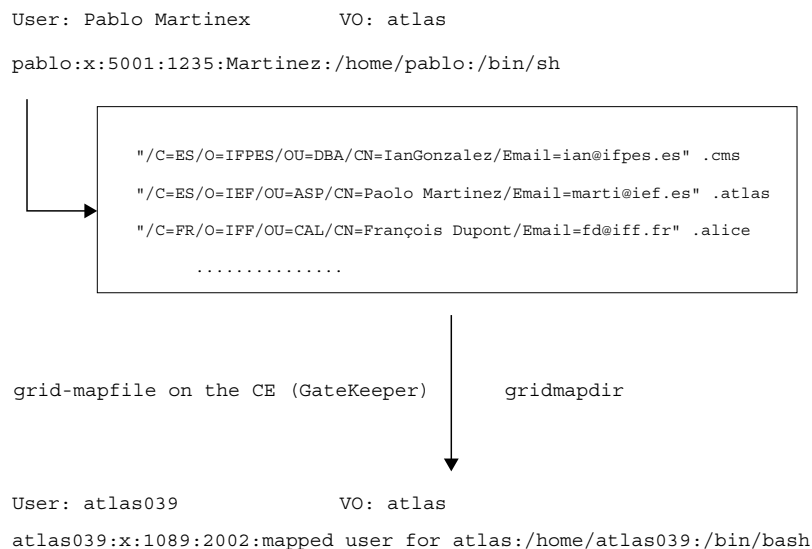 User: Pablo Martinex VO: atlas
pablo:x:5001:1235:Martinez:/home/pablo:/bin/sh
"/C=ES/O=IFPES/OU=DBA/CN=IanGonzalez/Email=ian@ifpes.es" .cms
"/C=ES/O=IEF/OU=ASP/CN=Paolo Martinez/Email=marti@ief.es" .atlas
"/C=FR/O=IFF/OU=CAL/CN=François Dupont/Email=fd@iff.fr" .alice
...............
grid-mapfile on the CE (GateKeeper) gridmapdir
User: atlas039 VO: atlas
atlas039:x:1089:2002:mapped user for atlas:/home/atlas039:/bin/bash